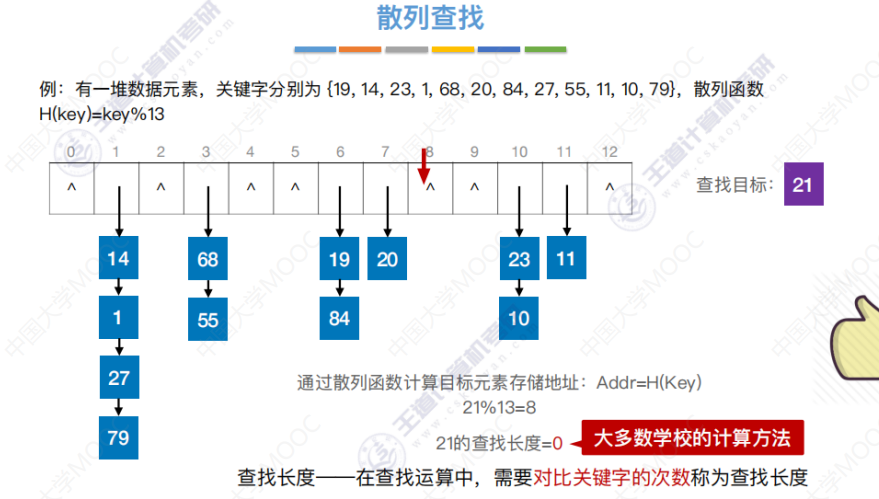 散列查找
例：有一堆数据元素，关键字分别为 {19, 14, 23, 1, 68, 20, 84, 27, 55, 11, 10, 79}，散列函数
H(key)=key%13
0 1 2 3 4 5 6 7 8 9 10 11 12
^ ^ ^ ^ ^ ^ ^
查找目标： 21
14 68 19 20 23 11
1 55 84 10
27
79
通过散列函数计算目标元素存储地址：Addr=H(Key)
21%13=8
21的查找长度=0 大多数学校的计算方法
查找长度——在查找运算中，需要对比关键字的次数称为查找长度
中国大学MOOC
王道计算机考研
www.cskaoyan.com